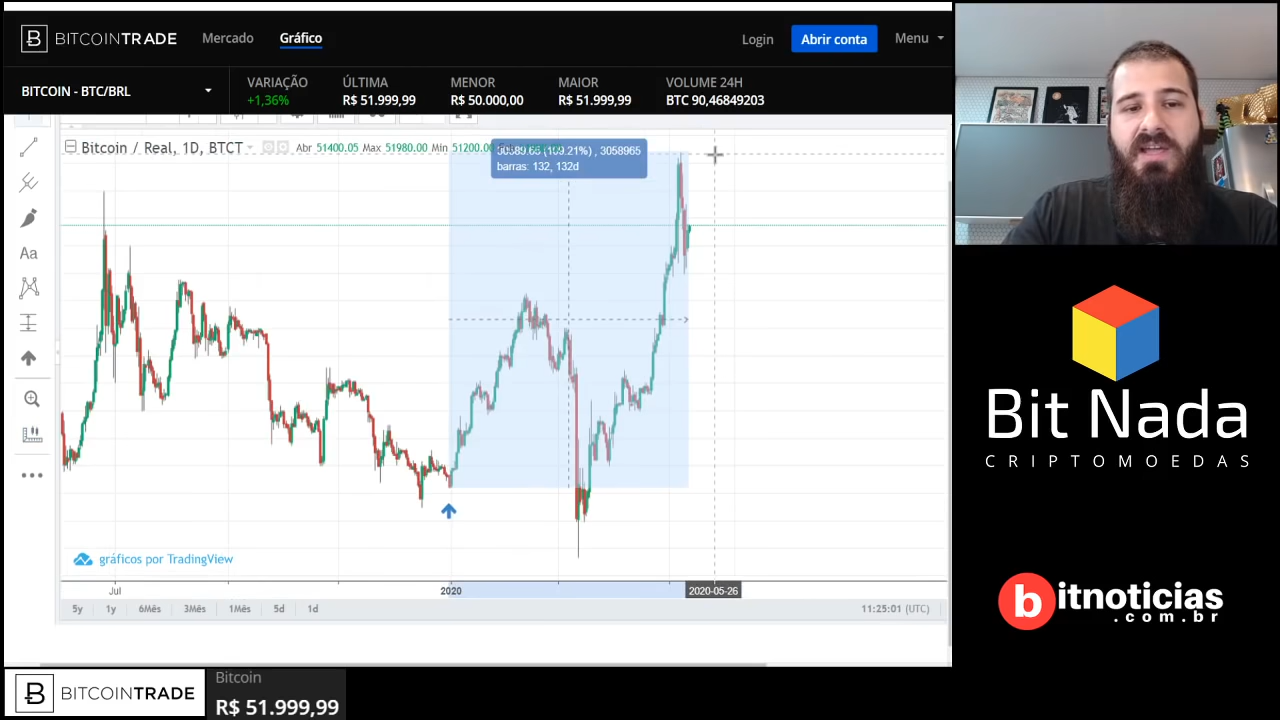 BITCOINTRADE Mercado Gráfico Login Abrir conta Menu
BITCOIN - BTC/BRL
VARIAÇÃO ÚLTIMA MENOR MAIOR VOLUME 24H
+1,36% R$ 51.999,99 R$ 50.000,00 R$ 51.999,99 BTC 90,46849203
Bitcoin / Real, 1D, BTCT Abr 51400.05 Max 51980.00 Min 51200.00
barras: 132, 132d
Aa
gráficos por TradingView
Jul 2020 2020-05-26
5y 1y 6Mês 3Mês 1Mês 5d 1d 11:25:01 (UTC)
BITCOINTRADE
Bitcoin
R$ 51.999,99
Bit Nada
CRIPTOMOEDAS
bitnoticias
.com.br